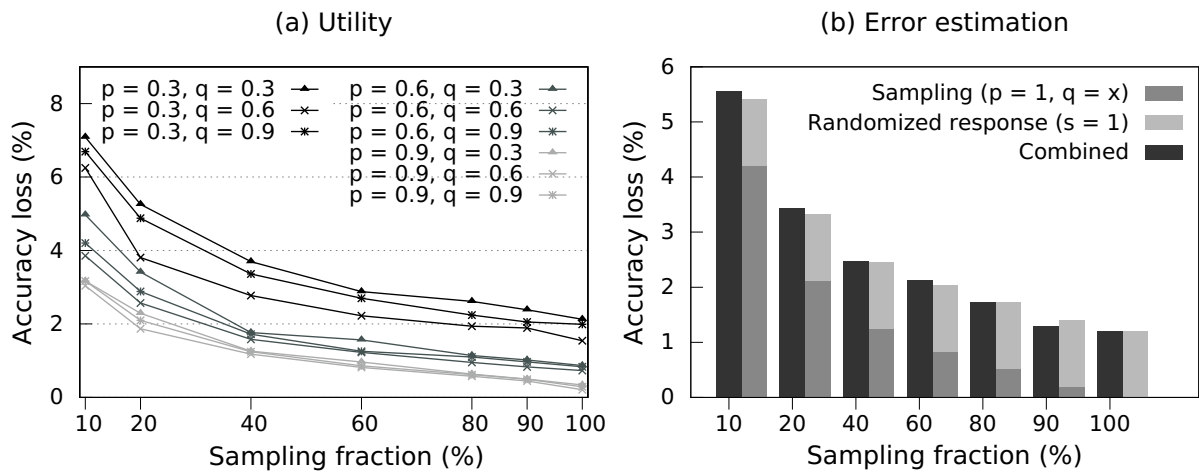 (a) Utility
Accuracy loss (%)
8
6
4
2
0
p = 0.3, q = 0.3
p = 0.3, q = 0.6
p = 0.3, q = 0.9
p = 0.6, q = 0.3
p = 0.6, q = 0.6
p = 0.6, q = 0.9
p = 0.9, q = 0.3
p = 0.9, q = 0.6
p = 0.9, q = 0.9
10 20 40 60 80 90 100
Sampling fraction (%)
(b) Error estimation
Accuracy loss (%)
6
5
4
3
2
1
0
Sampling (p = 1, q = x)
Randomized response (s = 1)
Combined
10 20 40 60 80 90 100
Sampling fraction (%)